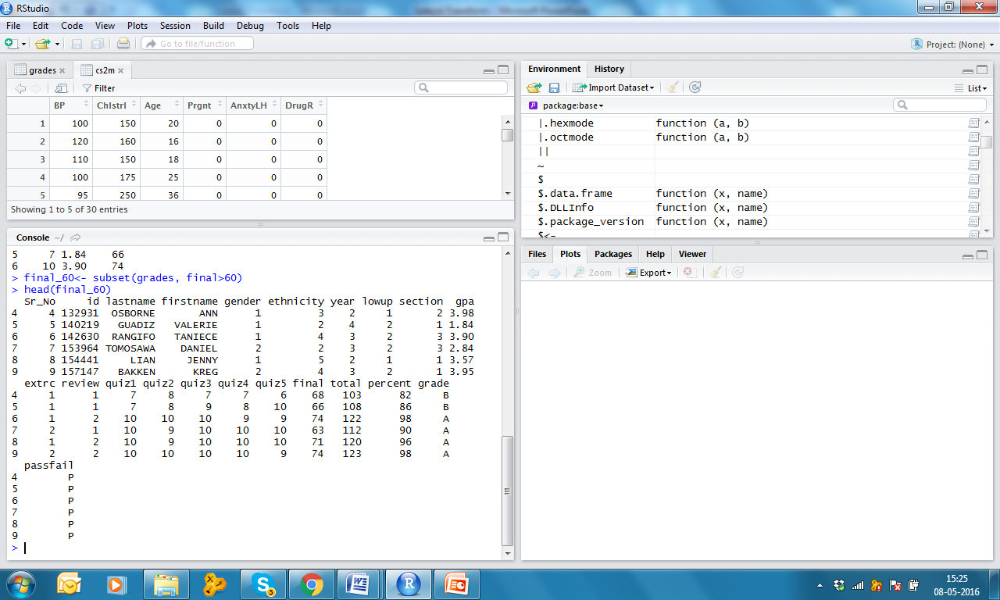 RStudio
File Edit Code View Plots Session Build Debug Tools Help
Go to file/function
Project: (None)
grades cs2m
Filter
BP Chlstrl Age Prgnt AnxtyLH DrugR
1 100 150 20 0 0 0
2 120 160 16 0 0 0
3 110 150 18 0 0 0
4 100 175 25 0 0 0
5 95 250 36 0 0 0
Showing 1 to 5 of 30 entries
Console ~/
5 7 1.84 66
6 10 3.90 74
> final_60<- subset(grades, final>60)
> head(final_60)
Sr_No id lastname firstname gender ethnicity year lowup section gpa
4 4 132931 OSBORNE ANN 1 3 2 1 2 3.98
5 5 140219 GUADIZ VALERIE 1 2 4 2 1 1.84
6 6 142630 RANGIFO TANIECE 1 4 3 2 3 3.90
7 7 153964 TOMOSAWA DANIEL 2 2 3 2 3 2.84
8 8 154441 LIAN JENNY 1 5 2 1 1 3.57
9 9 157147 BAKKEN KREG 2 4 3 2 1 3.95
extrc review quiz1 quiz2 quiz3 quiz4 quiz5 final total percent grade
4 1 1 7 8 7 7 6 68 103 82 B
5 1 1 7 8 9 8 10 66 108 86 B
6 1 2 10 10 10 9 9 74 122 98 A
7 2 1 10 9 10 10 10 63 112 90 A
8 1 2 10 9 10 10 10 71 120 96 A
9 2 2 10 10 10 10 9 74 123 98 A
passfail
4 P
5 P
6 P
7 P
8 P
9 P
>
Environment History
Import Dataset List
package:base
|.hexmode function (a, b)
|.octmode function (a, b)
||
~
$
$.data.frame function (x, name)
$.DLLInfo function (x, name)
$.package_version function (x, name)
$<-
Files Plots Packages Help Viewer
Zoom Export
3
15:25
08-05-2016